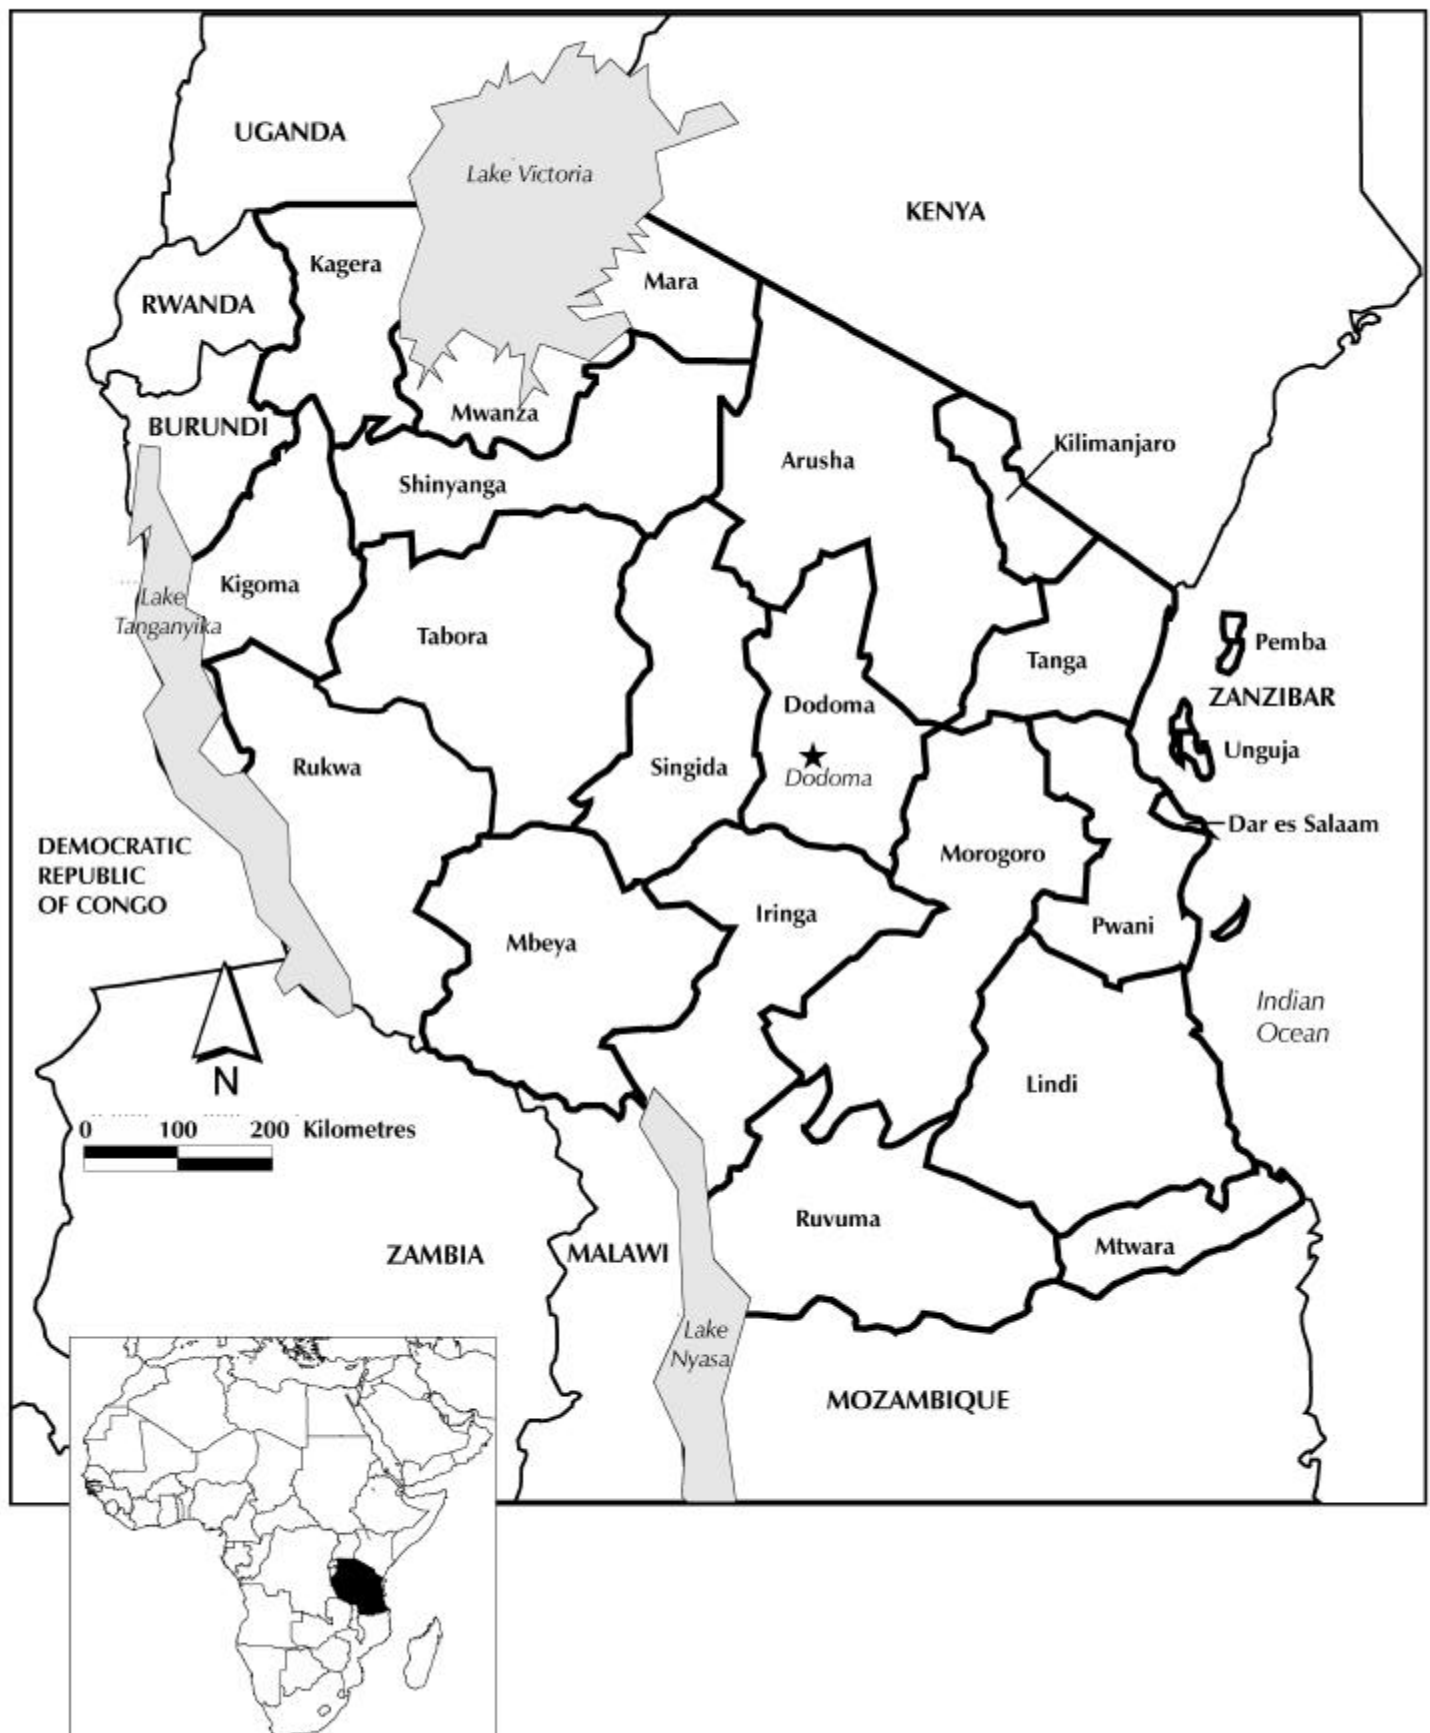 UGANDA
Lake Victoria
KENYA
Kagera
Mara
RWANDA
Mwanza
BURUNDI
Kilimanjaro
Arusha
Shinyanga
Kigoma
Lake
Tanganyika
Tabora
Pemba
Tanga
ZANZIBAR
Dodoma
Unguja
Rukwa
Singida
Dodoma
Dar es Salaam
DEMOCRATIC
REPUBLIC
OF CONGO
Morogoro
Iringa
Pwani
Mbeya
Indian
Ocean
N
Lindi
0 100 200 Kilometres
Ruvuma
Mtwara
ZAMBIA
MALAWI
Lake
Nyasa
MOZAMBIQUE